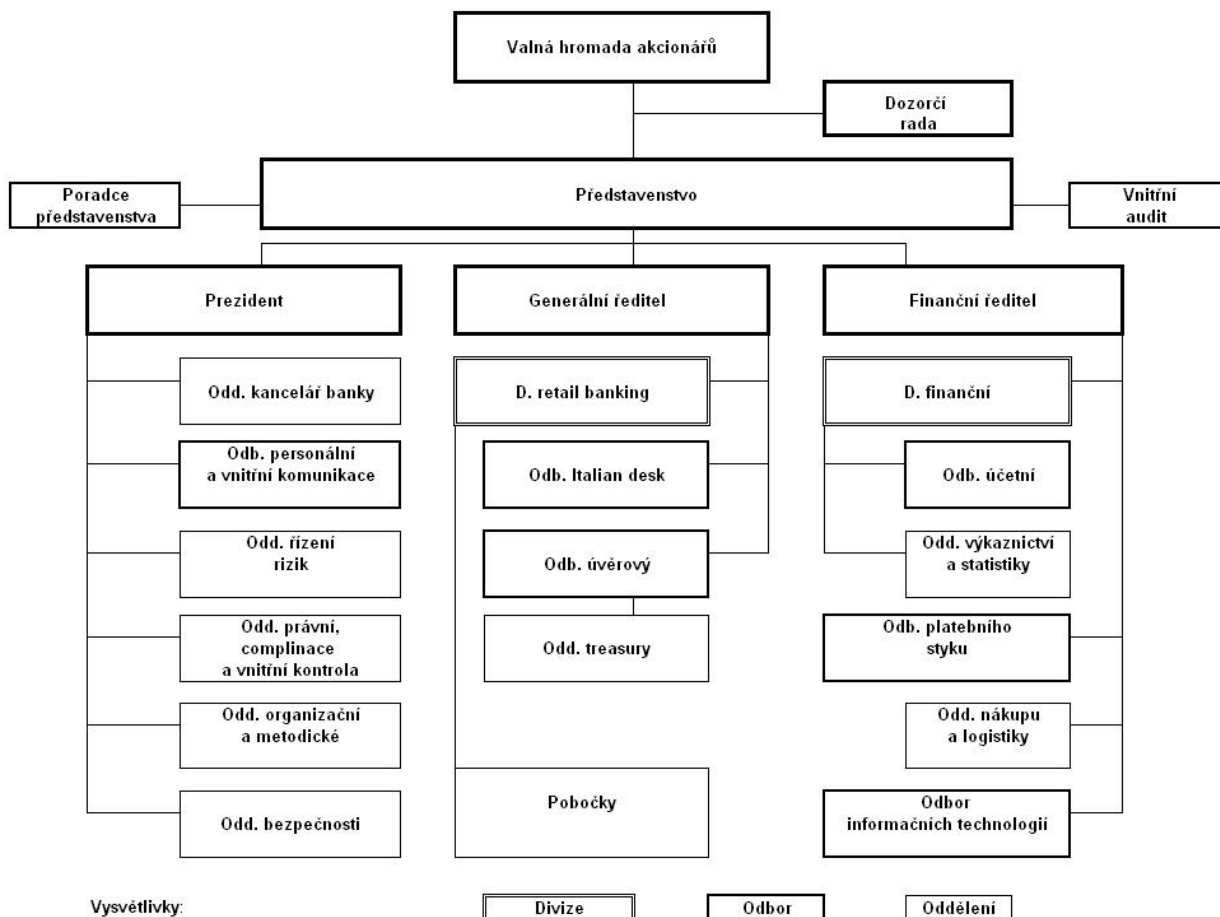 Valná hromada akcionářů
Dozorčí
rada
Poradce
představenstva
Představenstvo
Vnitřní
audit
Prezident
Generální ředitel
Finanční ředitel
Odd. kancelář banky
D. retail banking
D. finanční
Odb. personální
a vnitřní komunikace
Odb. Italian desk
Odb. účetní
Odd. řízení
rizik
Odb. úvěrový
Odd. výkaznictví
a statistiky
Odd. právní,
complinace
a vnitřní kontrola
Odd. treasury
Odb. platebního
styku
Odd. organizační
a metodické
Odd. nákupu
a logistiky
Odd. bezpečnosti
Pobočky
Odbor
informačních technologií
Vysvětlivky:
Divize
Odbor
Oddělení